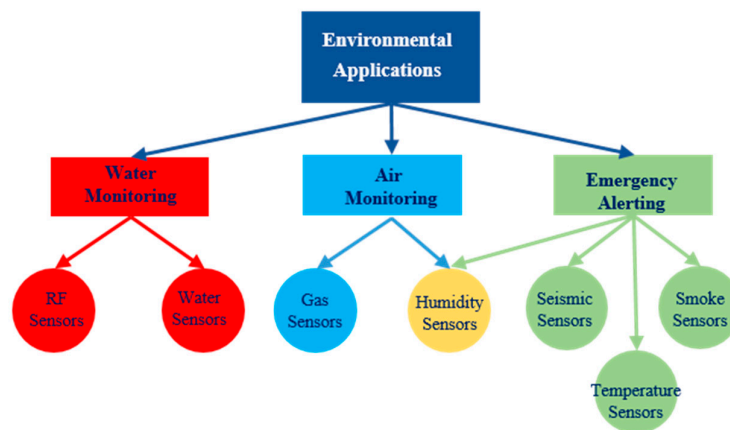 Environmental
Applications
Water
Monitoring
Air
Monitoring
Emergency
Alerting
RF
Sensors
Water
Sensors
Gas
Sensors
Humidity
Sensors
Seismic
Sensors
Smoke
Sensors
Temperature
Sensors